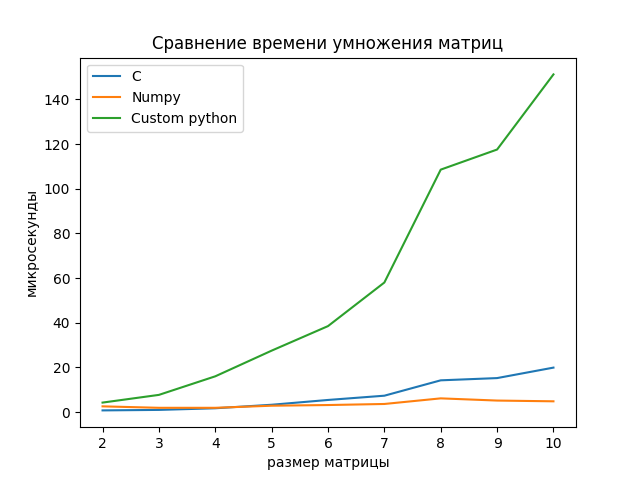 Сравнение времени умножения матриц
C
Numpy
Custom python
140
120
100
80
60
40
20
0
микросекунды
2 3 4 5 6 7 8 9 10
размер матрицы